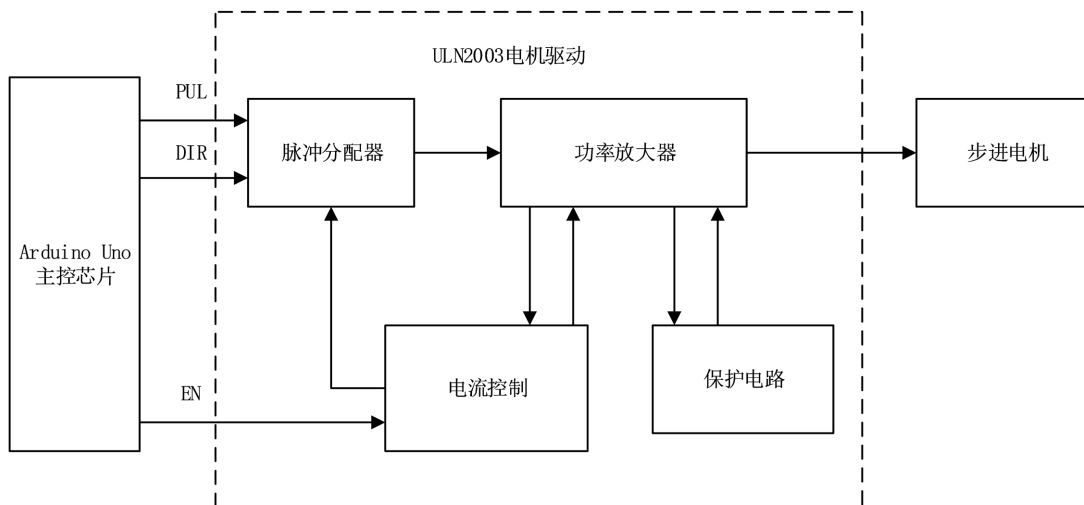 ULN2003电机驱动
PUL
DIR
脉冲分配器
功率放大器
步进电机
Arduino Uno
主控芯片
EN
电流控制
保护电路